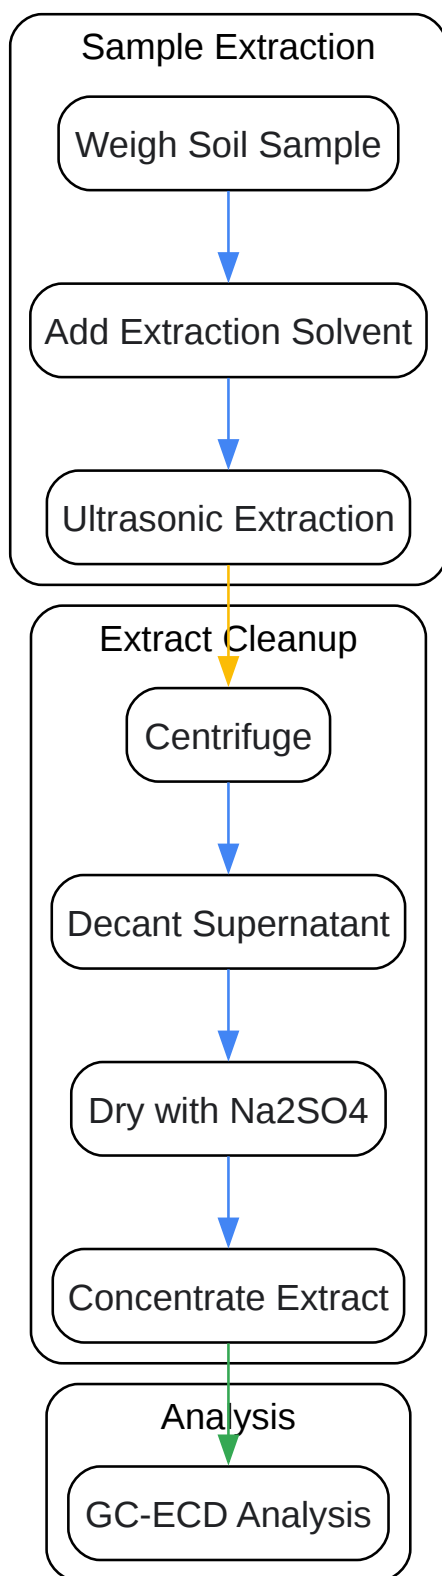 Sample Extraction
Weigh Soil Sample
Add Extraction Solvent
Ultrasonic Extraction
Extract Cleanup
Centrifuge
Decant Supernatant
Dry with Na2SO4
Concentrate Extract
Analysis
GC-ECD Analysis